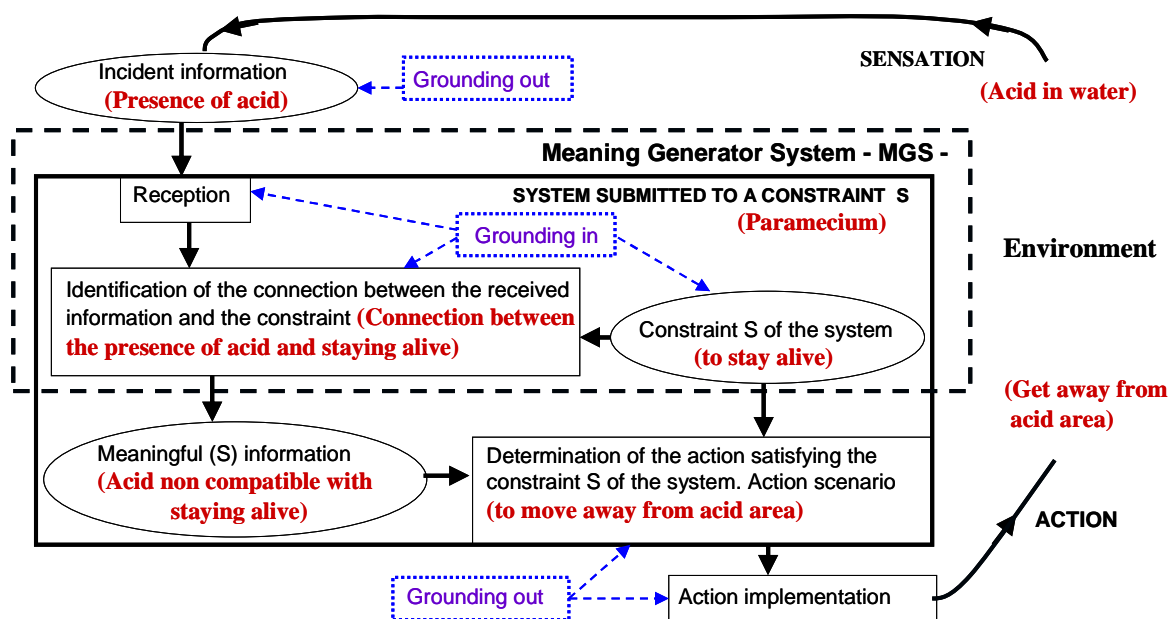 SENSATION
(Acid in water)
Incident information
(Presence of acid)
Grounding out
Meaning Generator System - MGS -
Reception
SYSTEM SUBMITTED TO A CONSTRAINT S
(Paramecium)
Grounding in
Environment
Identification of the connection between the received
information and the constraint (Connection between
the presence of acid and staying alive)
Constraint S of the system
(to stay alive)
(Get away from
acid area)
Meaningful (S) information
(Acid non compatible with
staying alive)
Determination of the action satisfying the
constraint S of the system. Action scenario
(to move away from acid area)
ACTION
Grounding out
Action implementation